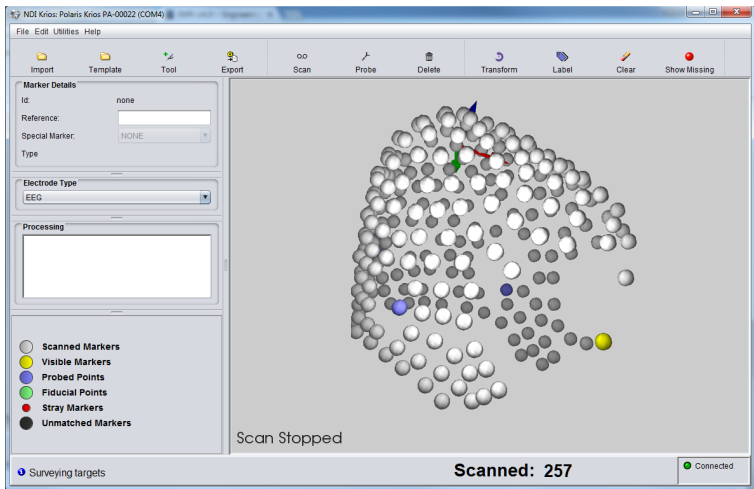 NDI Krios: Polaris Krios PA-00022 (COM4)
File Edit Utilities Help
Import Template Tool Export Scan Probe Delete Transform Label Clear Show Missing
Marker Details
Id: none
Reference:
Special Marker: NONE
Type
Electrode Type
EEG
Processing
Scanned Markers
Visible Markers
Probed Points
Fiducial Points
Stray Markers
Unmatched Markers
Scan Stopped
Surveying targets
Scanned: 257
Connected